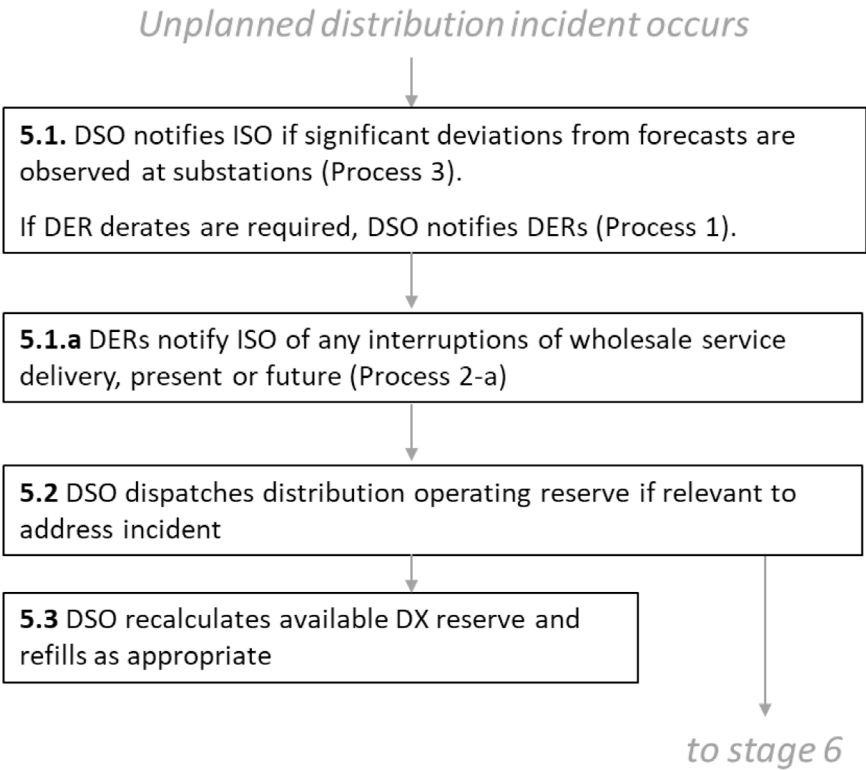 Unplanned distribution incident occurs
5.1. DSO notifies ISO if significant deviations from forecasts are
observed at substations (Process 3).
If DER derates are required, DSO notifies DERs (Process 1).
5.1.a DERs notify ISO of any interruptions of wholesale service
delivery, present or future (Process 2-a)
5.2 DSO dispatches distribution operating reserve if relevant to
address incident
5.3 DSO recalculates available DX reserve and
refills as appropriate
to stage 6